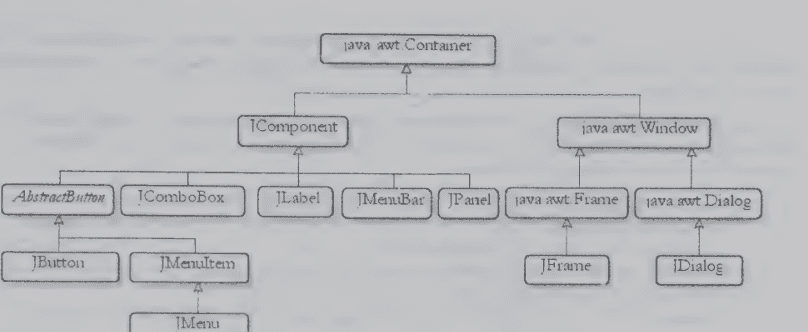 java awt Container
JComponent
java awt Window
AbstractButton
JComboBox
JLabel
JMenuBar
JPanel
java awt Frame
java awt Dialog
JButton
JMenuItem
JFrame
JDialog
JMenu